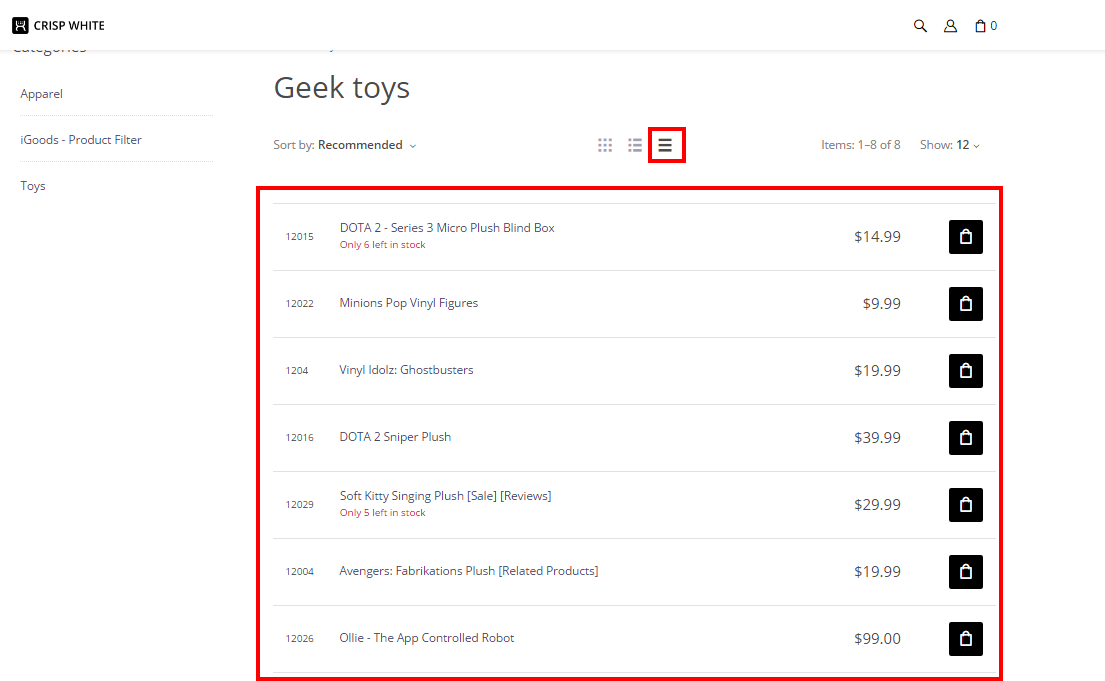 CRISP WHITE
0
Categories
Apparel
iGoods - Product Filter
Toys
Geek toys
Sort by: Recommended
Items: 1–8 of 8 Show: 12
12015 DOTA 2 - Series 3 Micro Plush Blind Box $14.99
Only 6 left in stock
12022 Minions Pop Vinyl Figures $9.99
1204 Vinyl Idolz: Ghostbusters $19.99
12016 DOTA 2 Sniper Plush $39.99
12029 Soft Kitty Singing Plush [Sale] [Reviews] $29.99
Only 5 left in stock
12004 Avengers: Fabrikations Plush [Related Products] $19.99
12026 Ollie - The App Controlled Robot $99.00